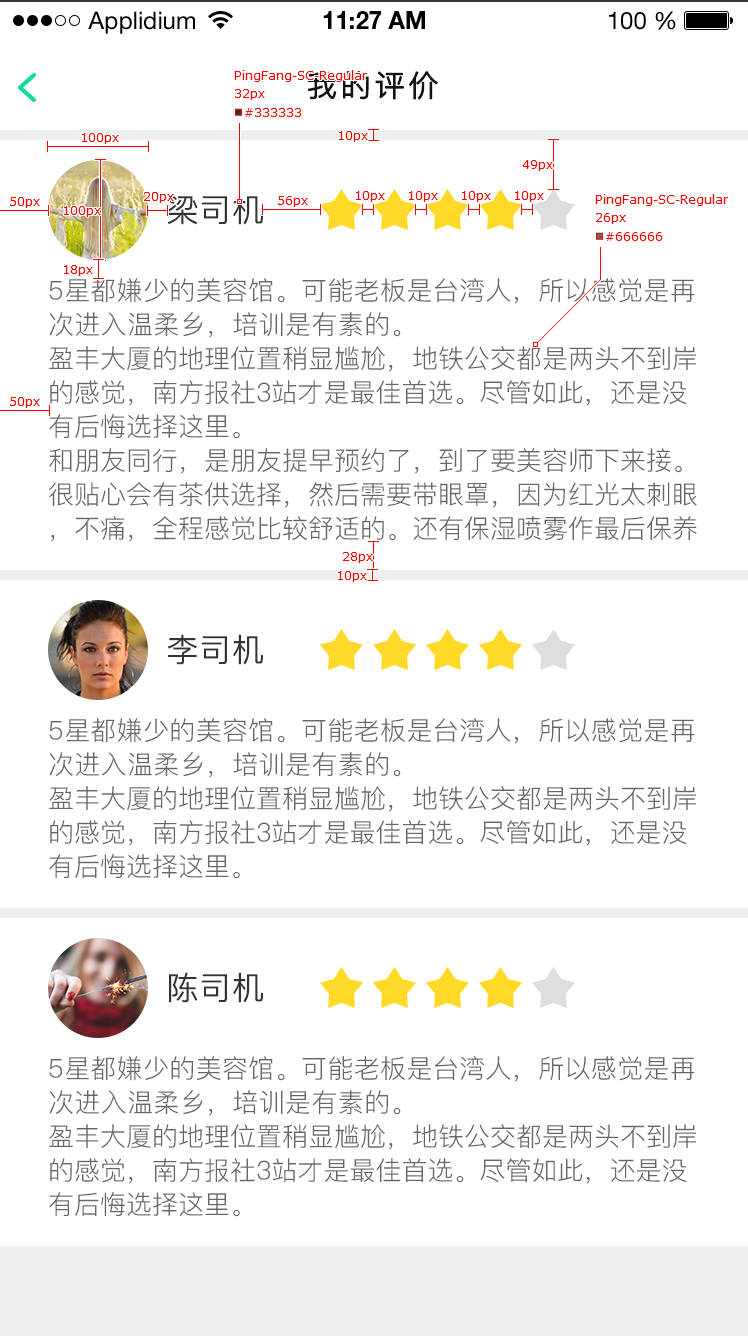 Applidium 11:27 AM 100 %
PingFang-SC-Regular
32px
#333333
我的评价
10px
100px
49px
50px
100px
20px
梁司机
56px
10px
10px
10px
10px
PingFang-SC-Regular
26px
#666666
18px
5星都嫌少的美容馆。可能老板是台湾人，所以感觉是再
次进入温柔乡，培训是有素的。
盈丰大厦的地理位置稍显尴尬，地铁公交都是两头不到岸
50px
的感觉，南方报社3站才是最佳首选。尽管如此，还是没
有后悔选择这里。
和朋友同行，是朋友提早预约了，到了要美容师下来接。
很贴心会有茶供选择，然后需要带眼罩，因为红光太刺眼
，不痛，全程感觉比较舒适的。还有保湿喷雾作最后保养
28px
10px
李司机
5星都嫌少的美容馆。可能老板是台湾人，所以感觉是再
次进入温柔乡，培训是有素的。
盈丰大厦的地理位置稍显尴尬，地铁公交都是两头不到岸
的感觉，南方报社3站才是最佳首选。尽管如此，还是没
有后悔选择这里。
陈司机
5星都嫌少的美容馆。可能老板是台湾人，所以感觉是再
次进入温柔乡，培训是有素的。
盈丰大厦的地理位置稍显尴尬，地铁公交都是两头不到岸
的感觉，南方报社3站才是最佳首选。尽管如此，还是没
有后悔选择这里。